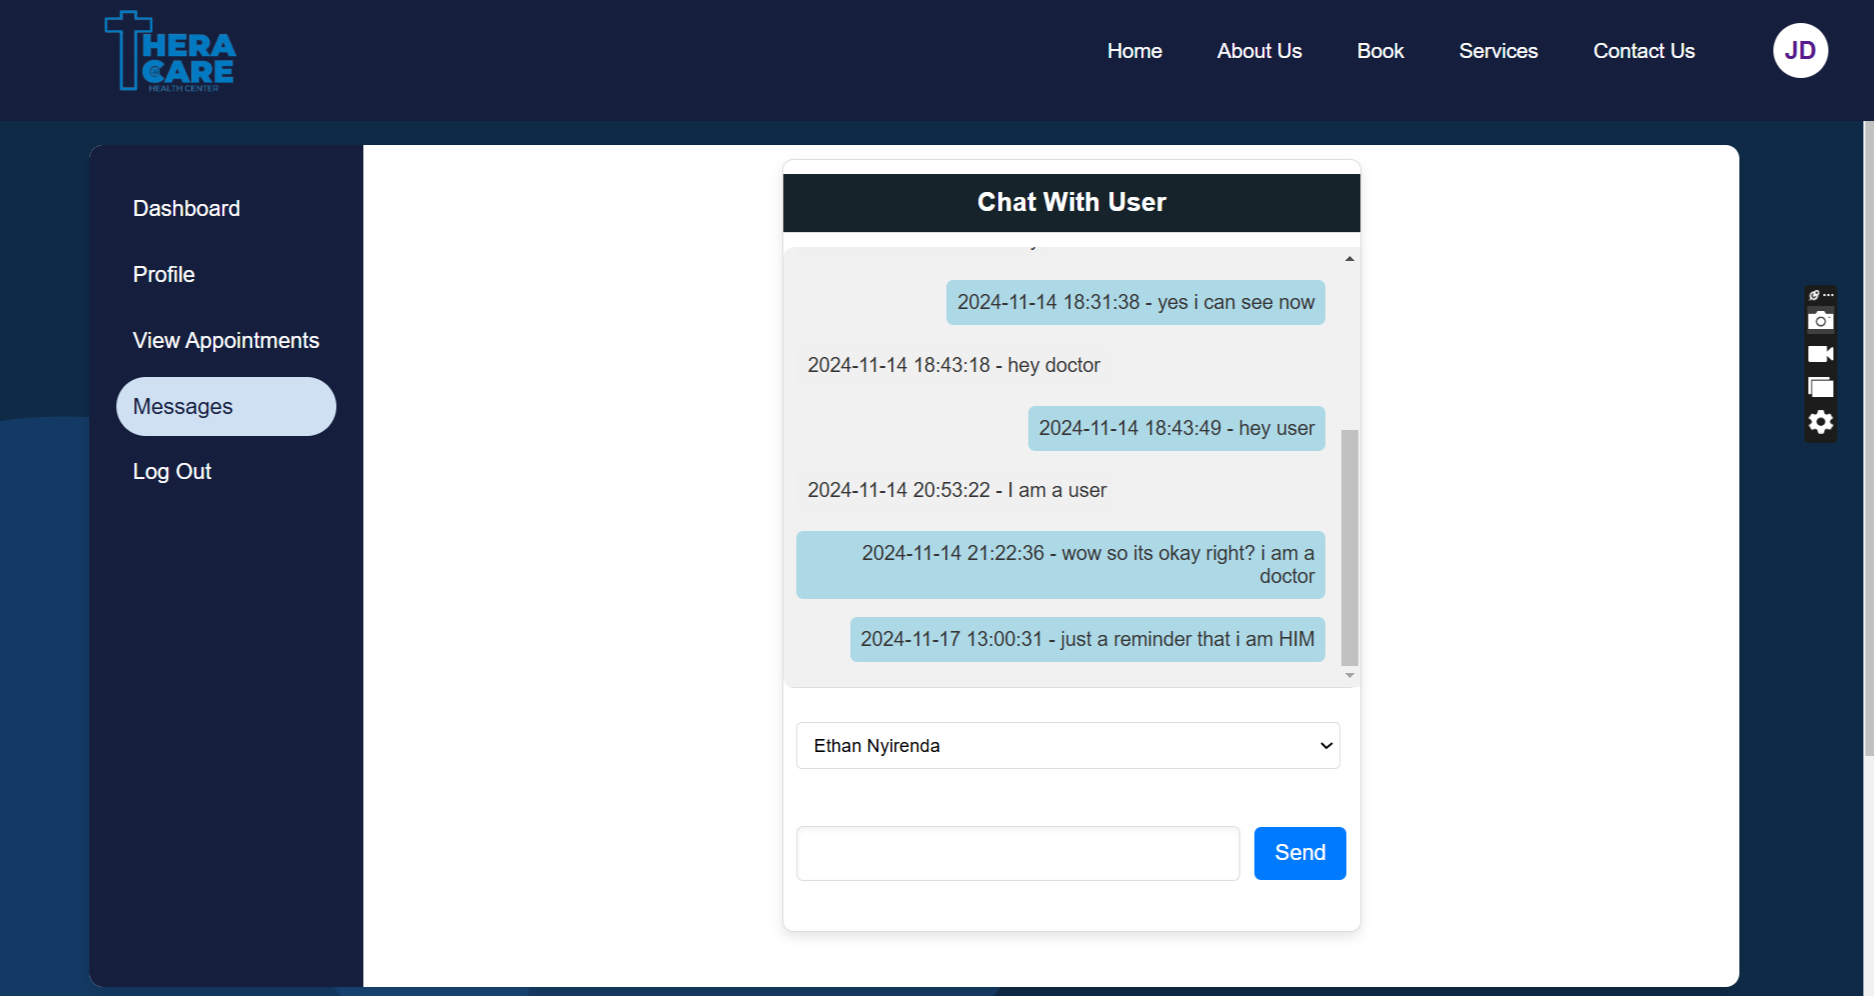 THERA
CARE
HEALTH CENTER
Home
About Us
Book
Services
Contact Us
JD
Dashboard
Profile
View Appointments
Messages
Log Out
Chat With User
2024-11-14 18:31:38 - yes i can see now
2024-11-14 18:43:18 - hey doctor
2024-11-14 18:43:49 - hey user
2024-11-14 20:53:22 - I am a user
2024-11-14 21:22:36 - wow so its okay right? i am a
doctor
2024-11-17 13:00:31 - just a reminder that i am HIM
Ethan Nyirenda
Send